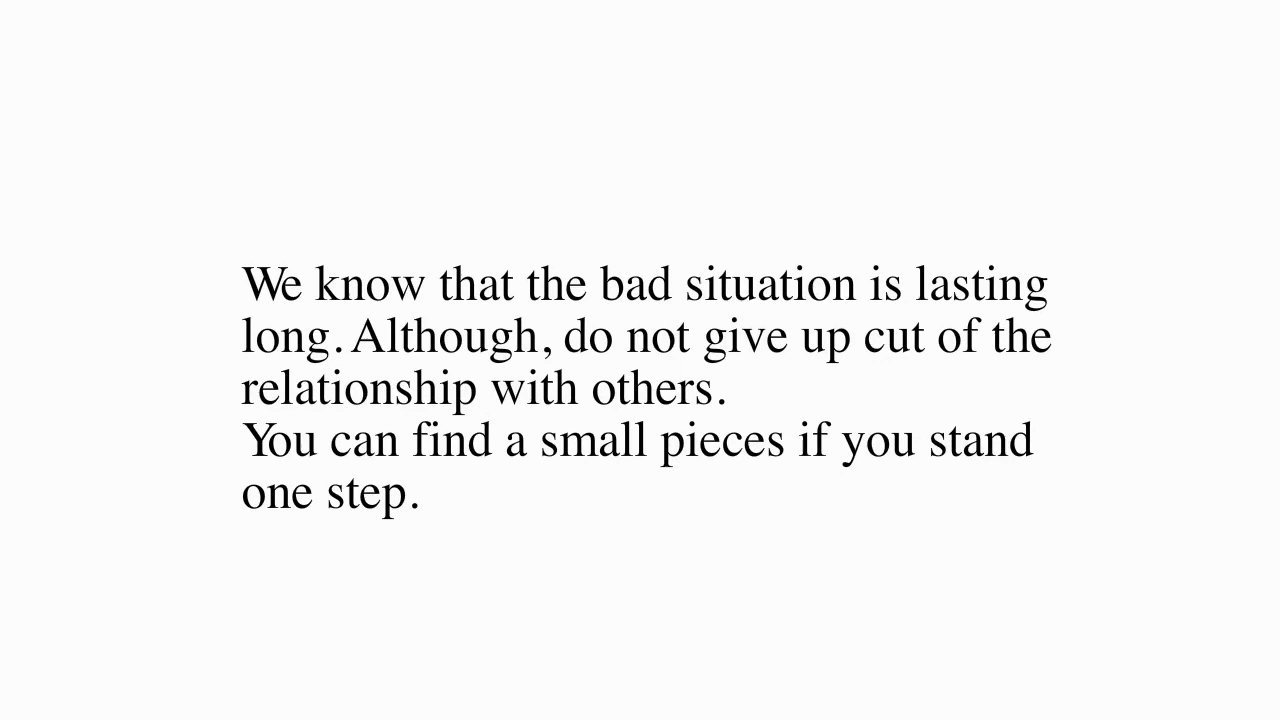 We know that the bad situation is lasting
long. Although, do not give up cut of the
relationship with others.
You can find a small pieces if you stand
one step.